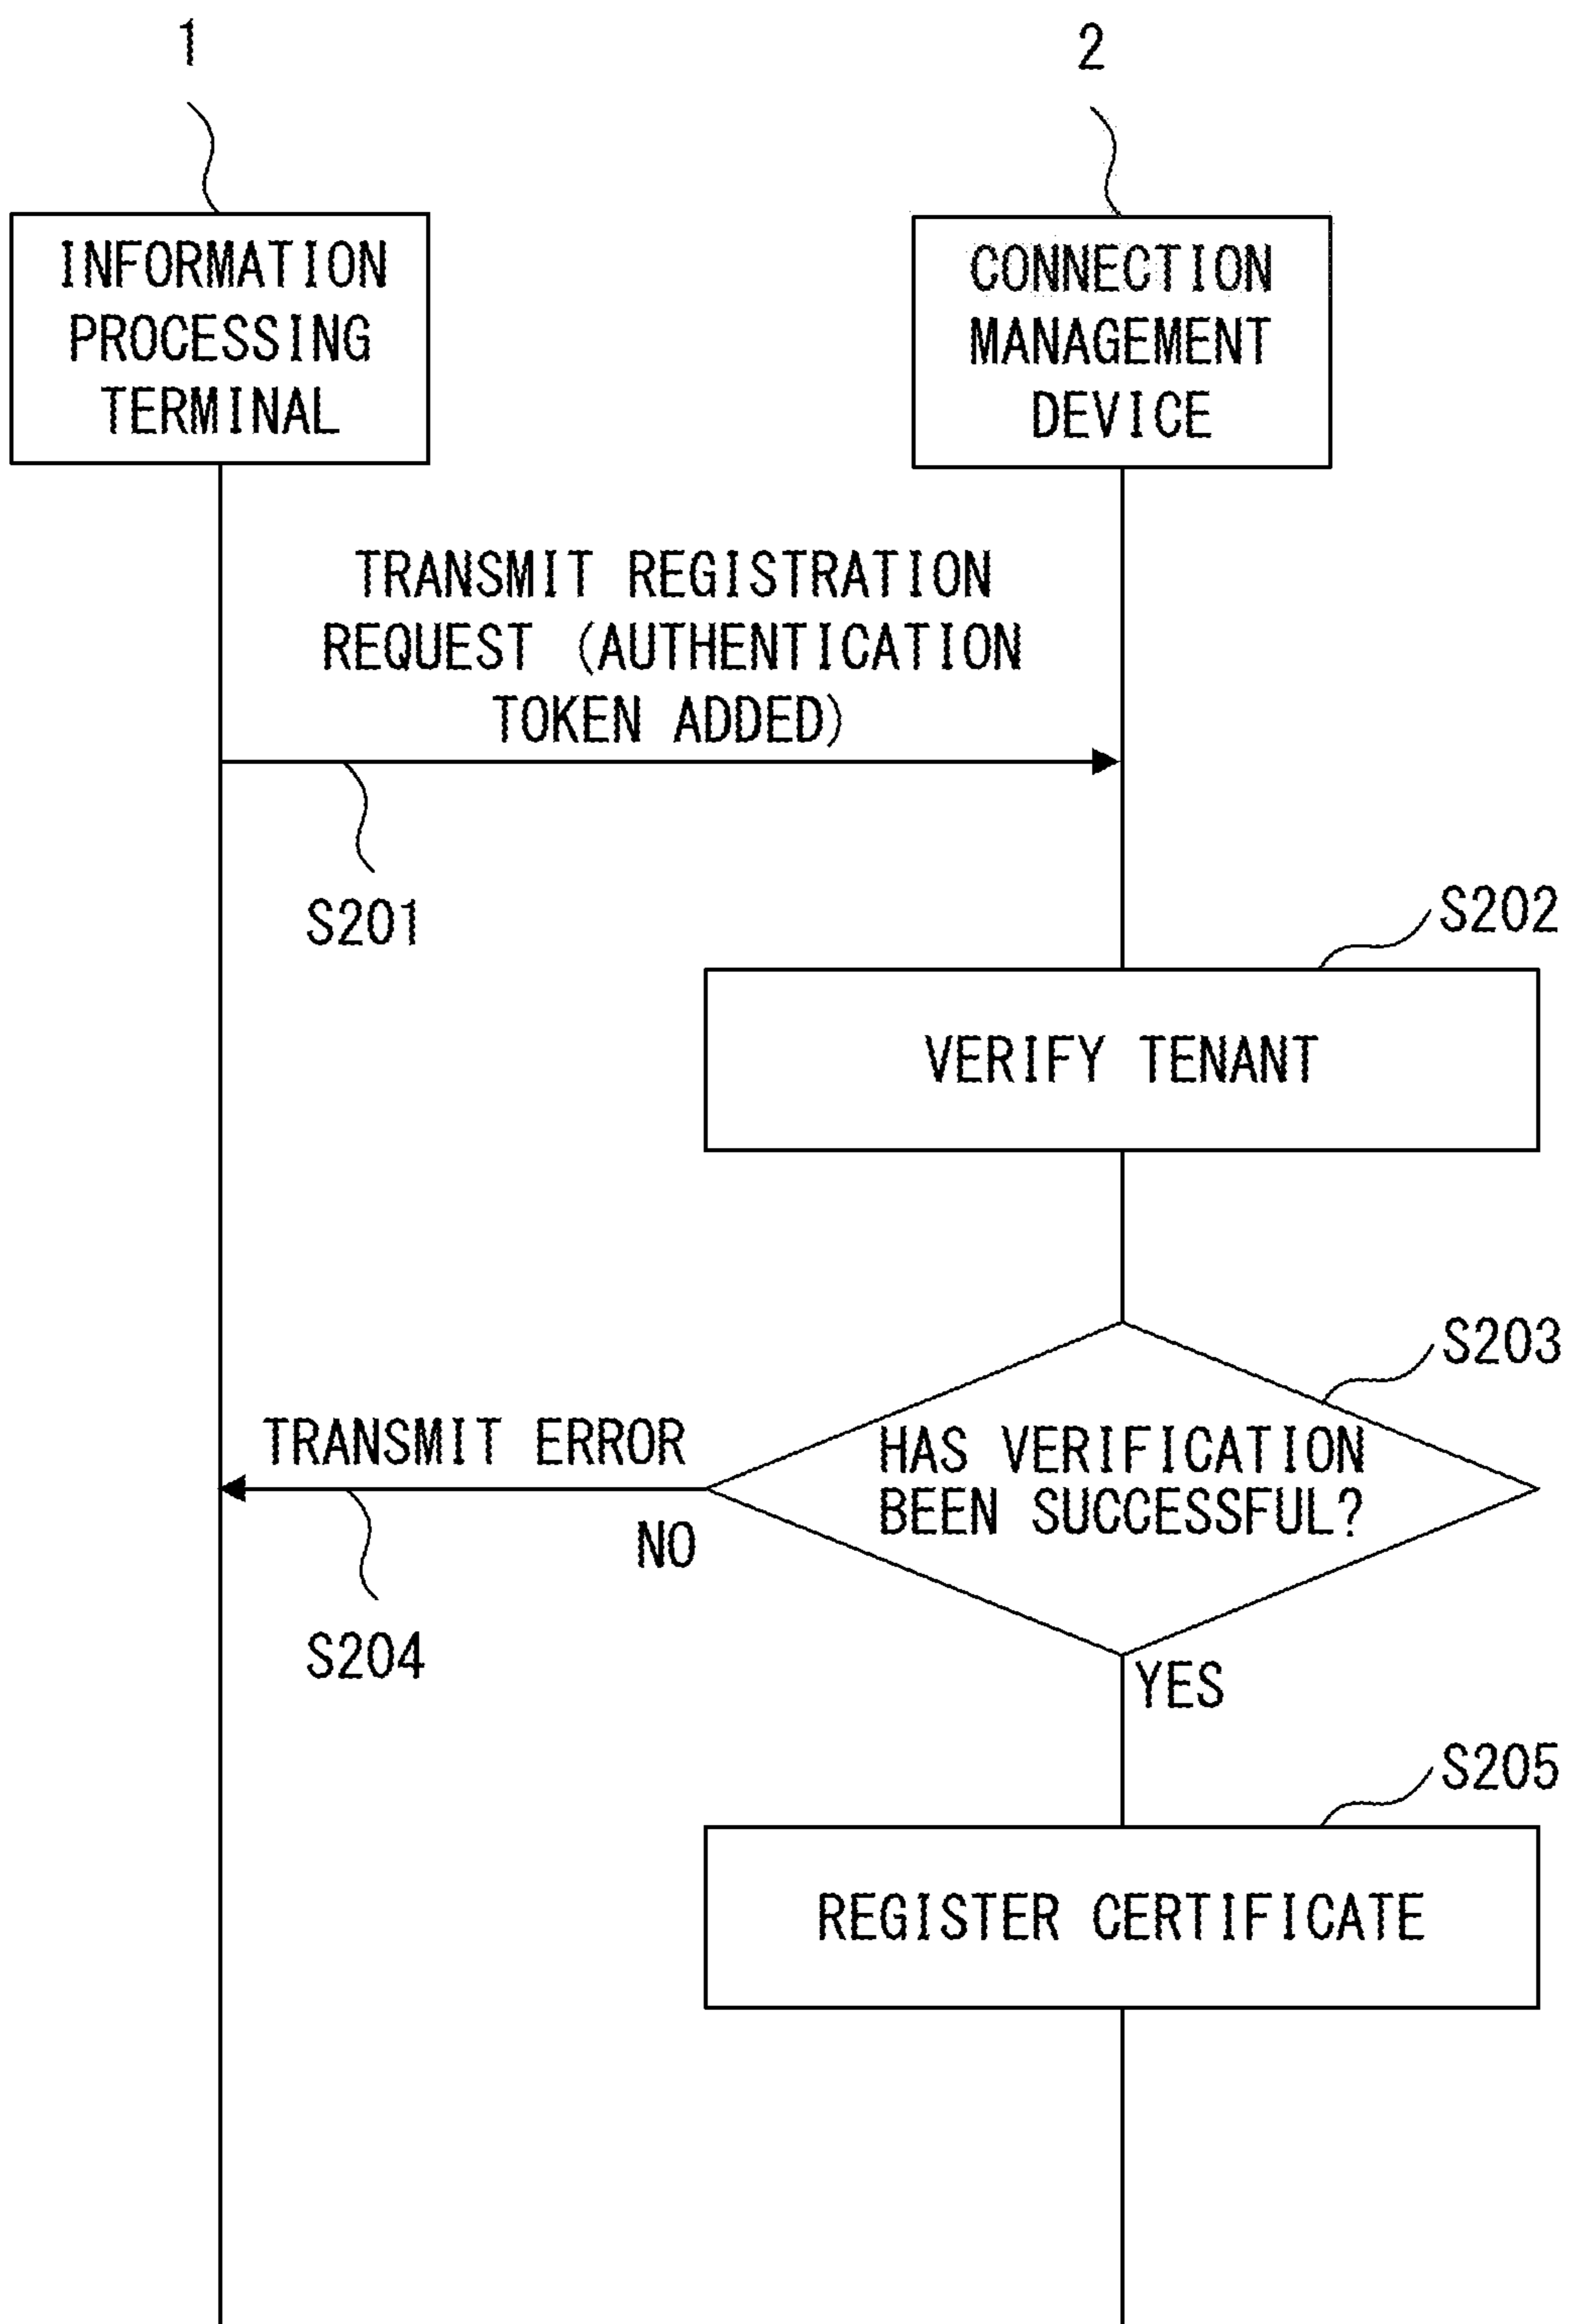 1
2
INFORMATION
PROCESSING
TERMINAL
CONNECTION
MANAGEMENT
DEVICE
TRANSMIT REGISTRATION
REQUEST (AUTHENTICATION
TOKEN ADDED)
S201
S202
VERIFY TENANT
S203
HAS VERIFICATION
BEEN SUCCESSFUL?
TRANSMIT ERROR
NO
S204
YES
S205
REGISTER CERTIFICATE